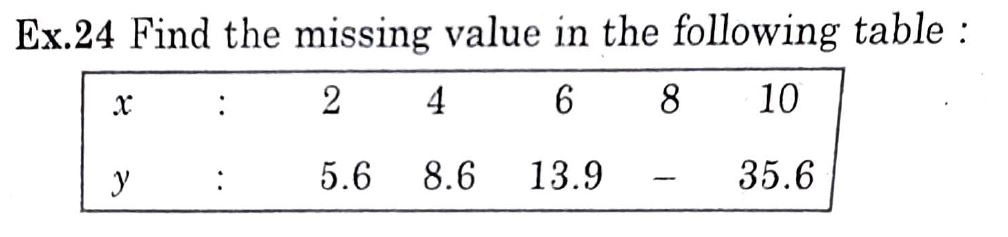 Ex.24 Find the missing value in the following table :
x : 2 4 6 8 10
y : 5.6 8.6 13.9 – 35.6